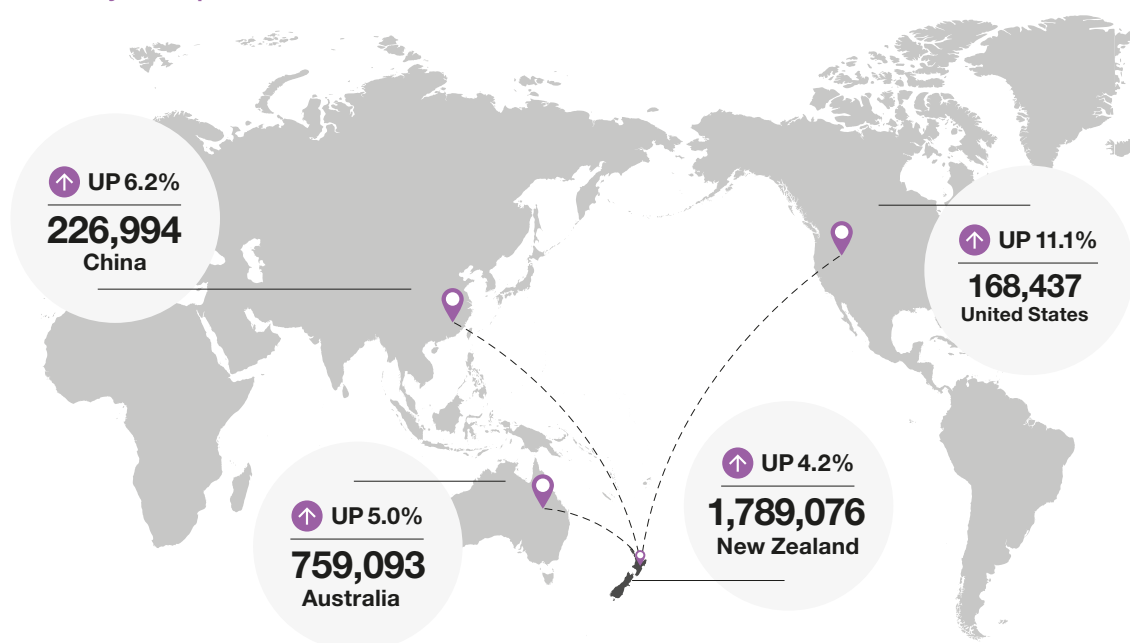 UP 6.2%
226,994
China
UP 11.1%
168,437
United States
UP 4.2%
1,789,076
New Zealand
UP 5.0%
759,093
Australia